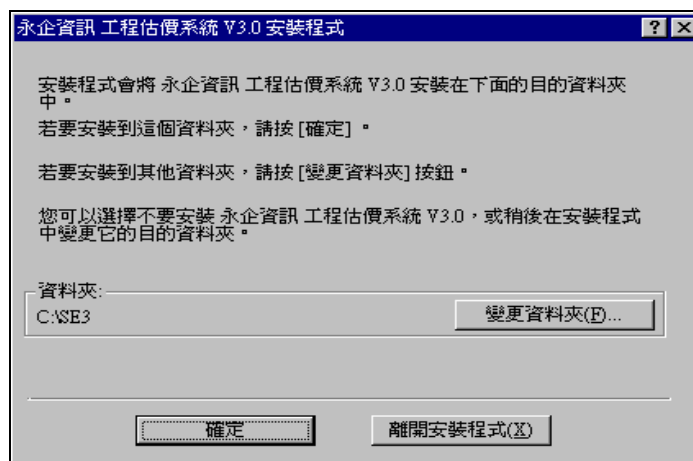 永企資訊 工程估價系統 V3.0 安裝程式
安裝程式會將 永企資訊 工程估價系統 V3.0 安裝在下面的目的資料夾
中。
若要安裝到這個資料夾，請按 [確定] 。
若要安裝到其他資料夾，請按 [變更資料夾] 按鈕。
您可以選擇不要安裝 永企資訊 工程估價系統 V3.0，或稍後在安裝程式
中變更它的目的資料夾。
資料夾:
C:\SE3
變更資料夾(F)...
確定
離開安裝程式(X)